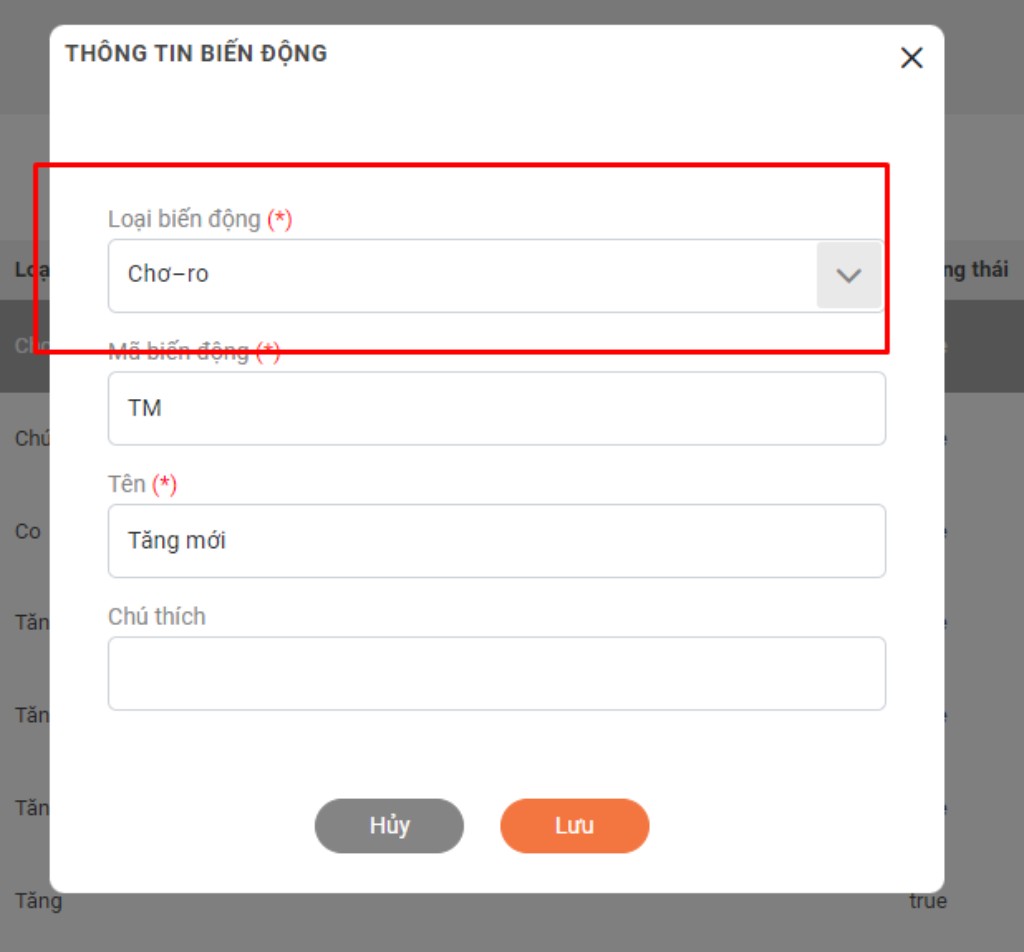 THÔNG TIN BIẾN ĐỘNG
Loại biến động (*)
Chơ–ro
ng thái
Mã biến động (*)
TM
Chú
Tên (*)
Co
Tăng mới
Chú thích
Tăn
Tăn
Tăn
Hủy
Lưu
Tăng
true